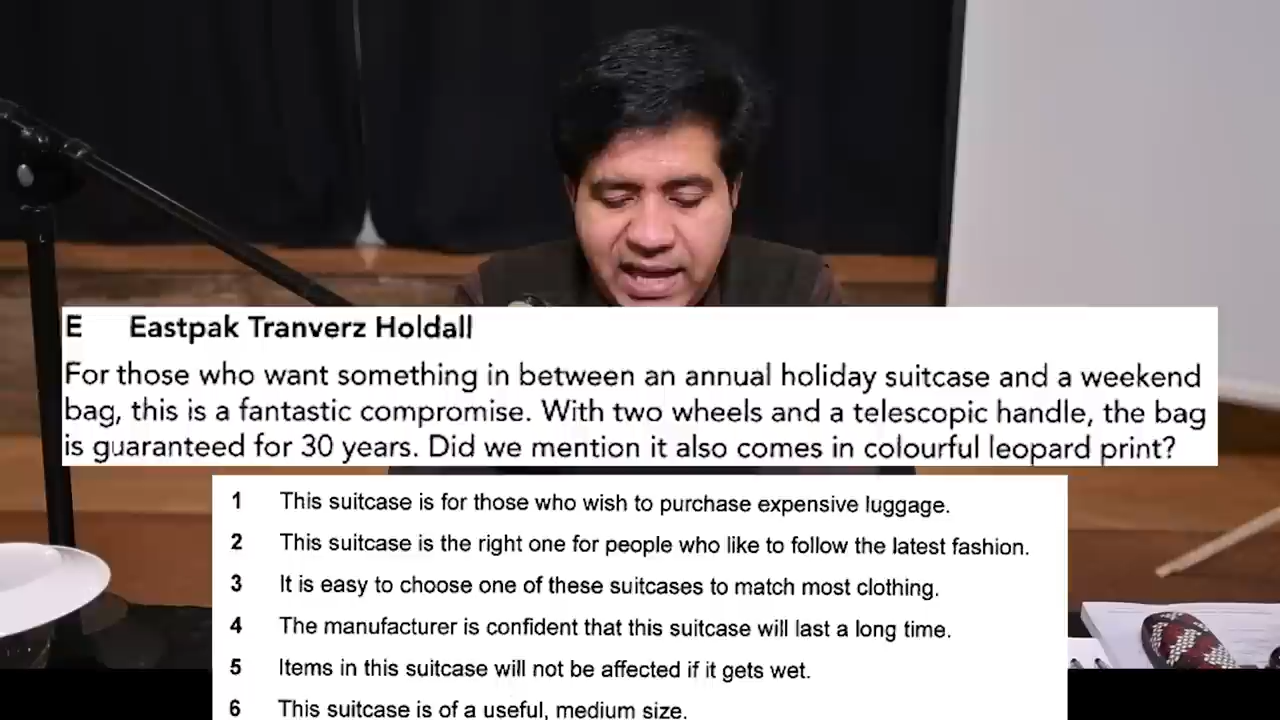 E Eastpak Tranverz Holdall
For those who want something in between an annual holiday suitcase and a weekend
bag, this is a fantastic compromise. With two wheels and a telescopic handle, the bag
is guaranteed for 30 years. Did we mention it also comes in colourful leopard print?
1 This suitcase is for those who wish to purchase expensive luggage.
2 This suitcase is the right one for people who like to follow the latest fashion.
3 It is easy to choose one of these suitcases to match most clothing.
4 The manufacturer is confident that this suitcase will last a long time.
5 Items in this suitcase will not be affected if it gets wet.
6 This suitcase is of a useful, medium size.